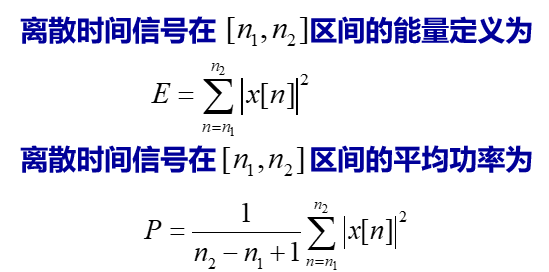 离散时间信号在 [n₁,n₂]区间的能量定义为
E = ∑_{n=n₁}^{n₂} |x[n]|²
离散时间信号在[n₁,n₂]区间的平均功率为
P = \frac{1}{n₂ − n₁ + 1} ∑_{n=n₁}^{n₂} |x[n]|²